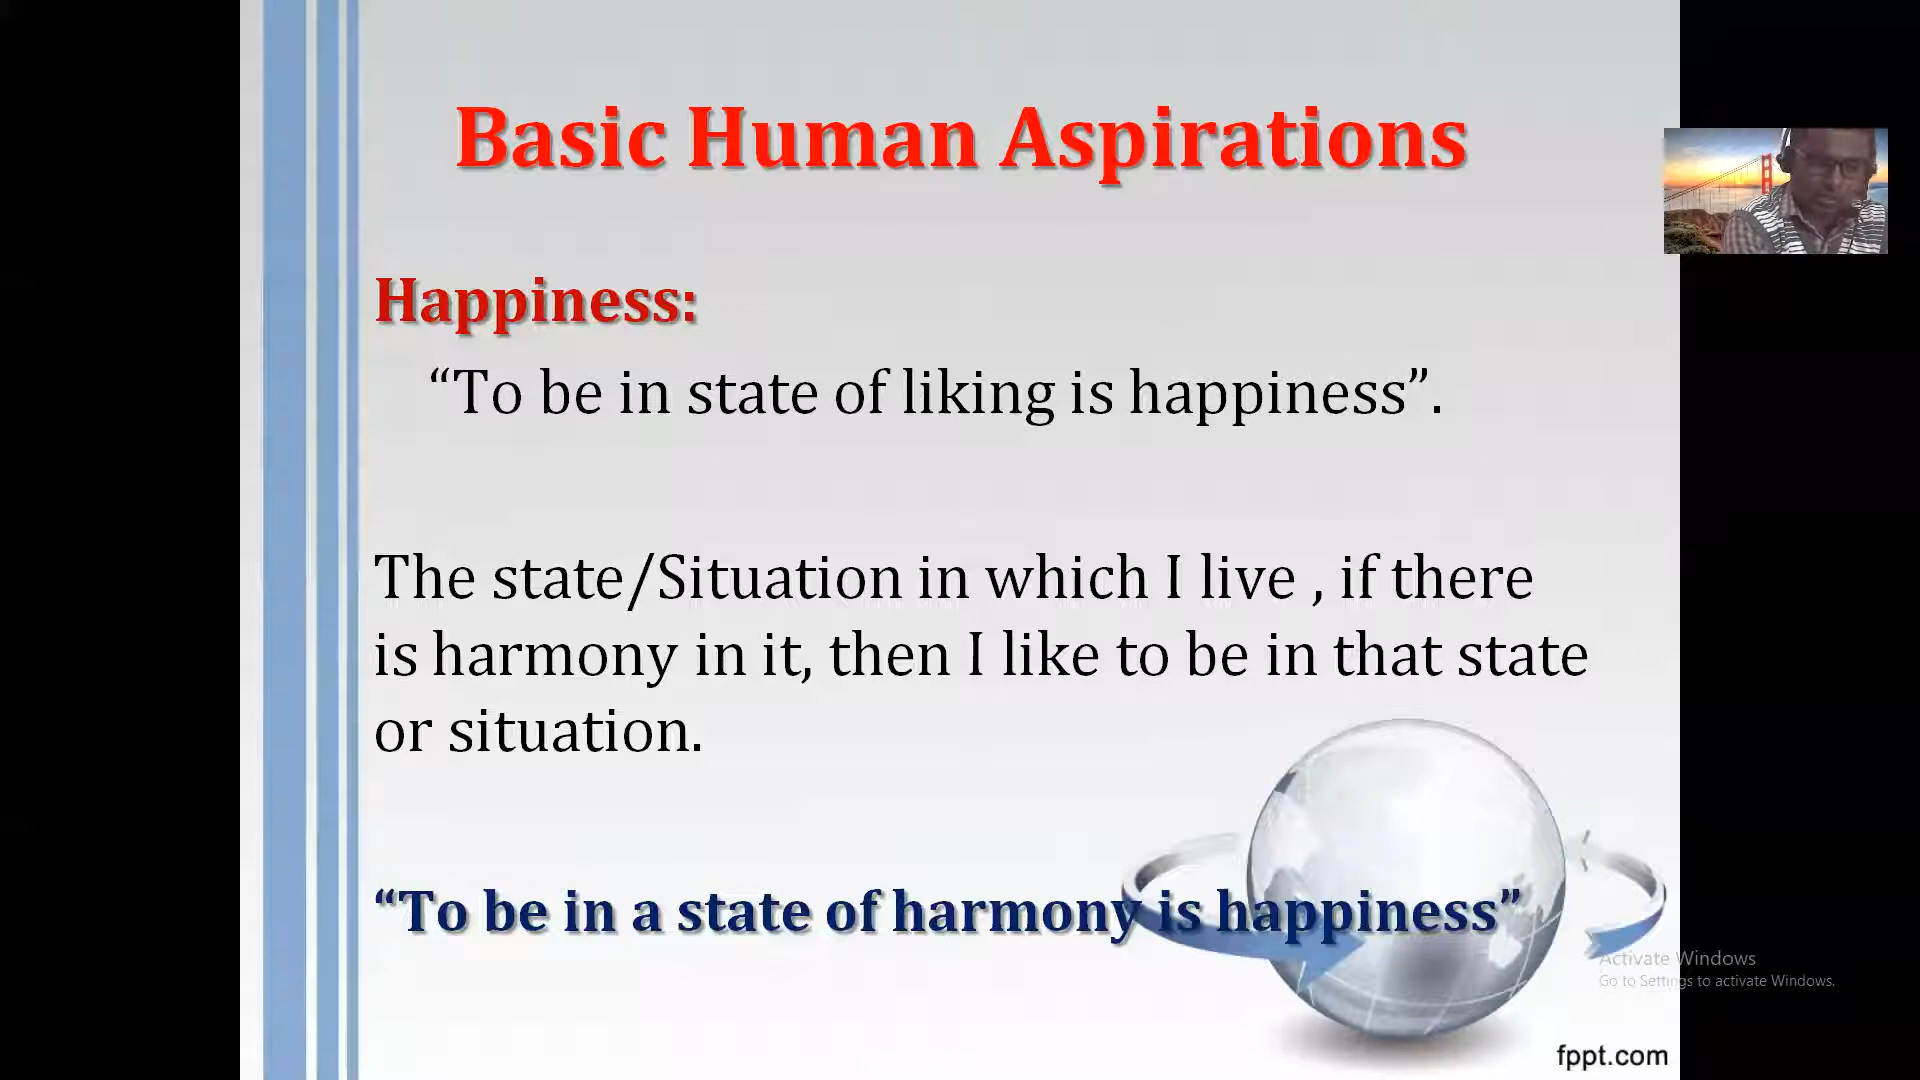 Basic Human Aspirations
Happiness:
“To be in state of liking is happiness”.
The state/Situation in which I live , if there
is harmony in it, then I like to be in that state
or situation.
“To be in a state of harmony is happiness”
Activate Windows
Go to Settings to activate Windows.
fppt.com